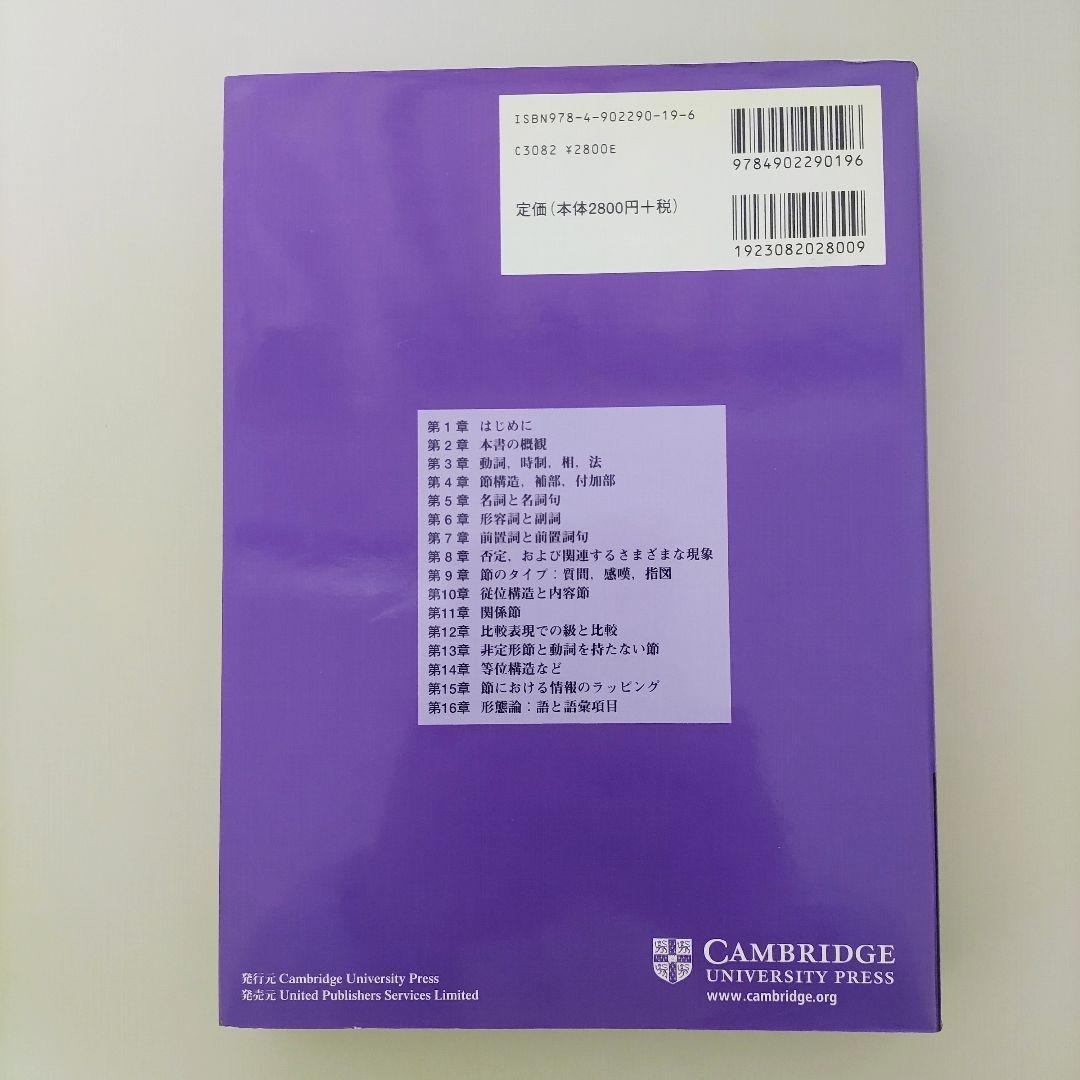 ISBN978-4-902290-19-6
C3082 ¥2800E
定価(本体2800円+税)
9784902290196
1923082028009
第1章 はじめに
第2章 本書の概観
第3章 動詞，時制，相，法
第4章 節構造，補部，付加部
第5章 名詞と名詞句
第6章 形容詞と副詞
第7章 前置詞と前置詞句
第8章 否定，および関連するさまざまな現象
第9章 節のタイプ：質問，感嘆，指図
第10章 従位構造と内容節
第11章 関係節
第12章 比較表現での級と比較
第13章 非定形節と動詞を持たない節
第14章 等位構造など
第15章 節における情報のラッピング
第16章 形態論：語と語彙項目
発行元 Cambridge University Press
発売元 United Publishers Services Limited
CAMBRIDGE
UNIVERSITY PRESS
www.cambridge.org